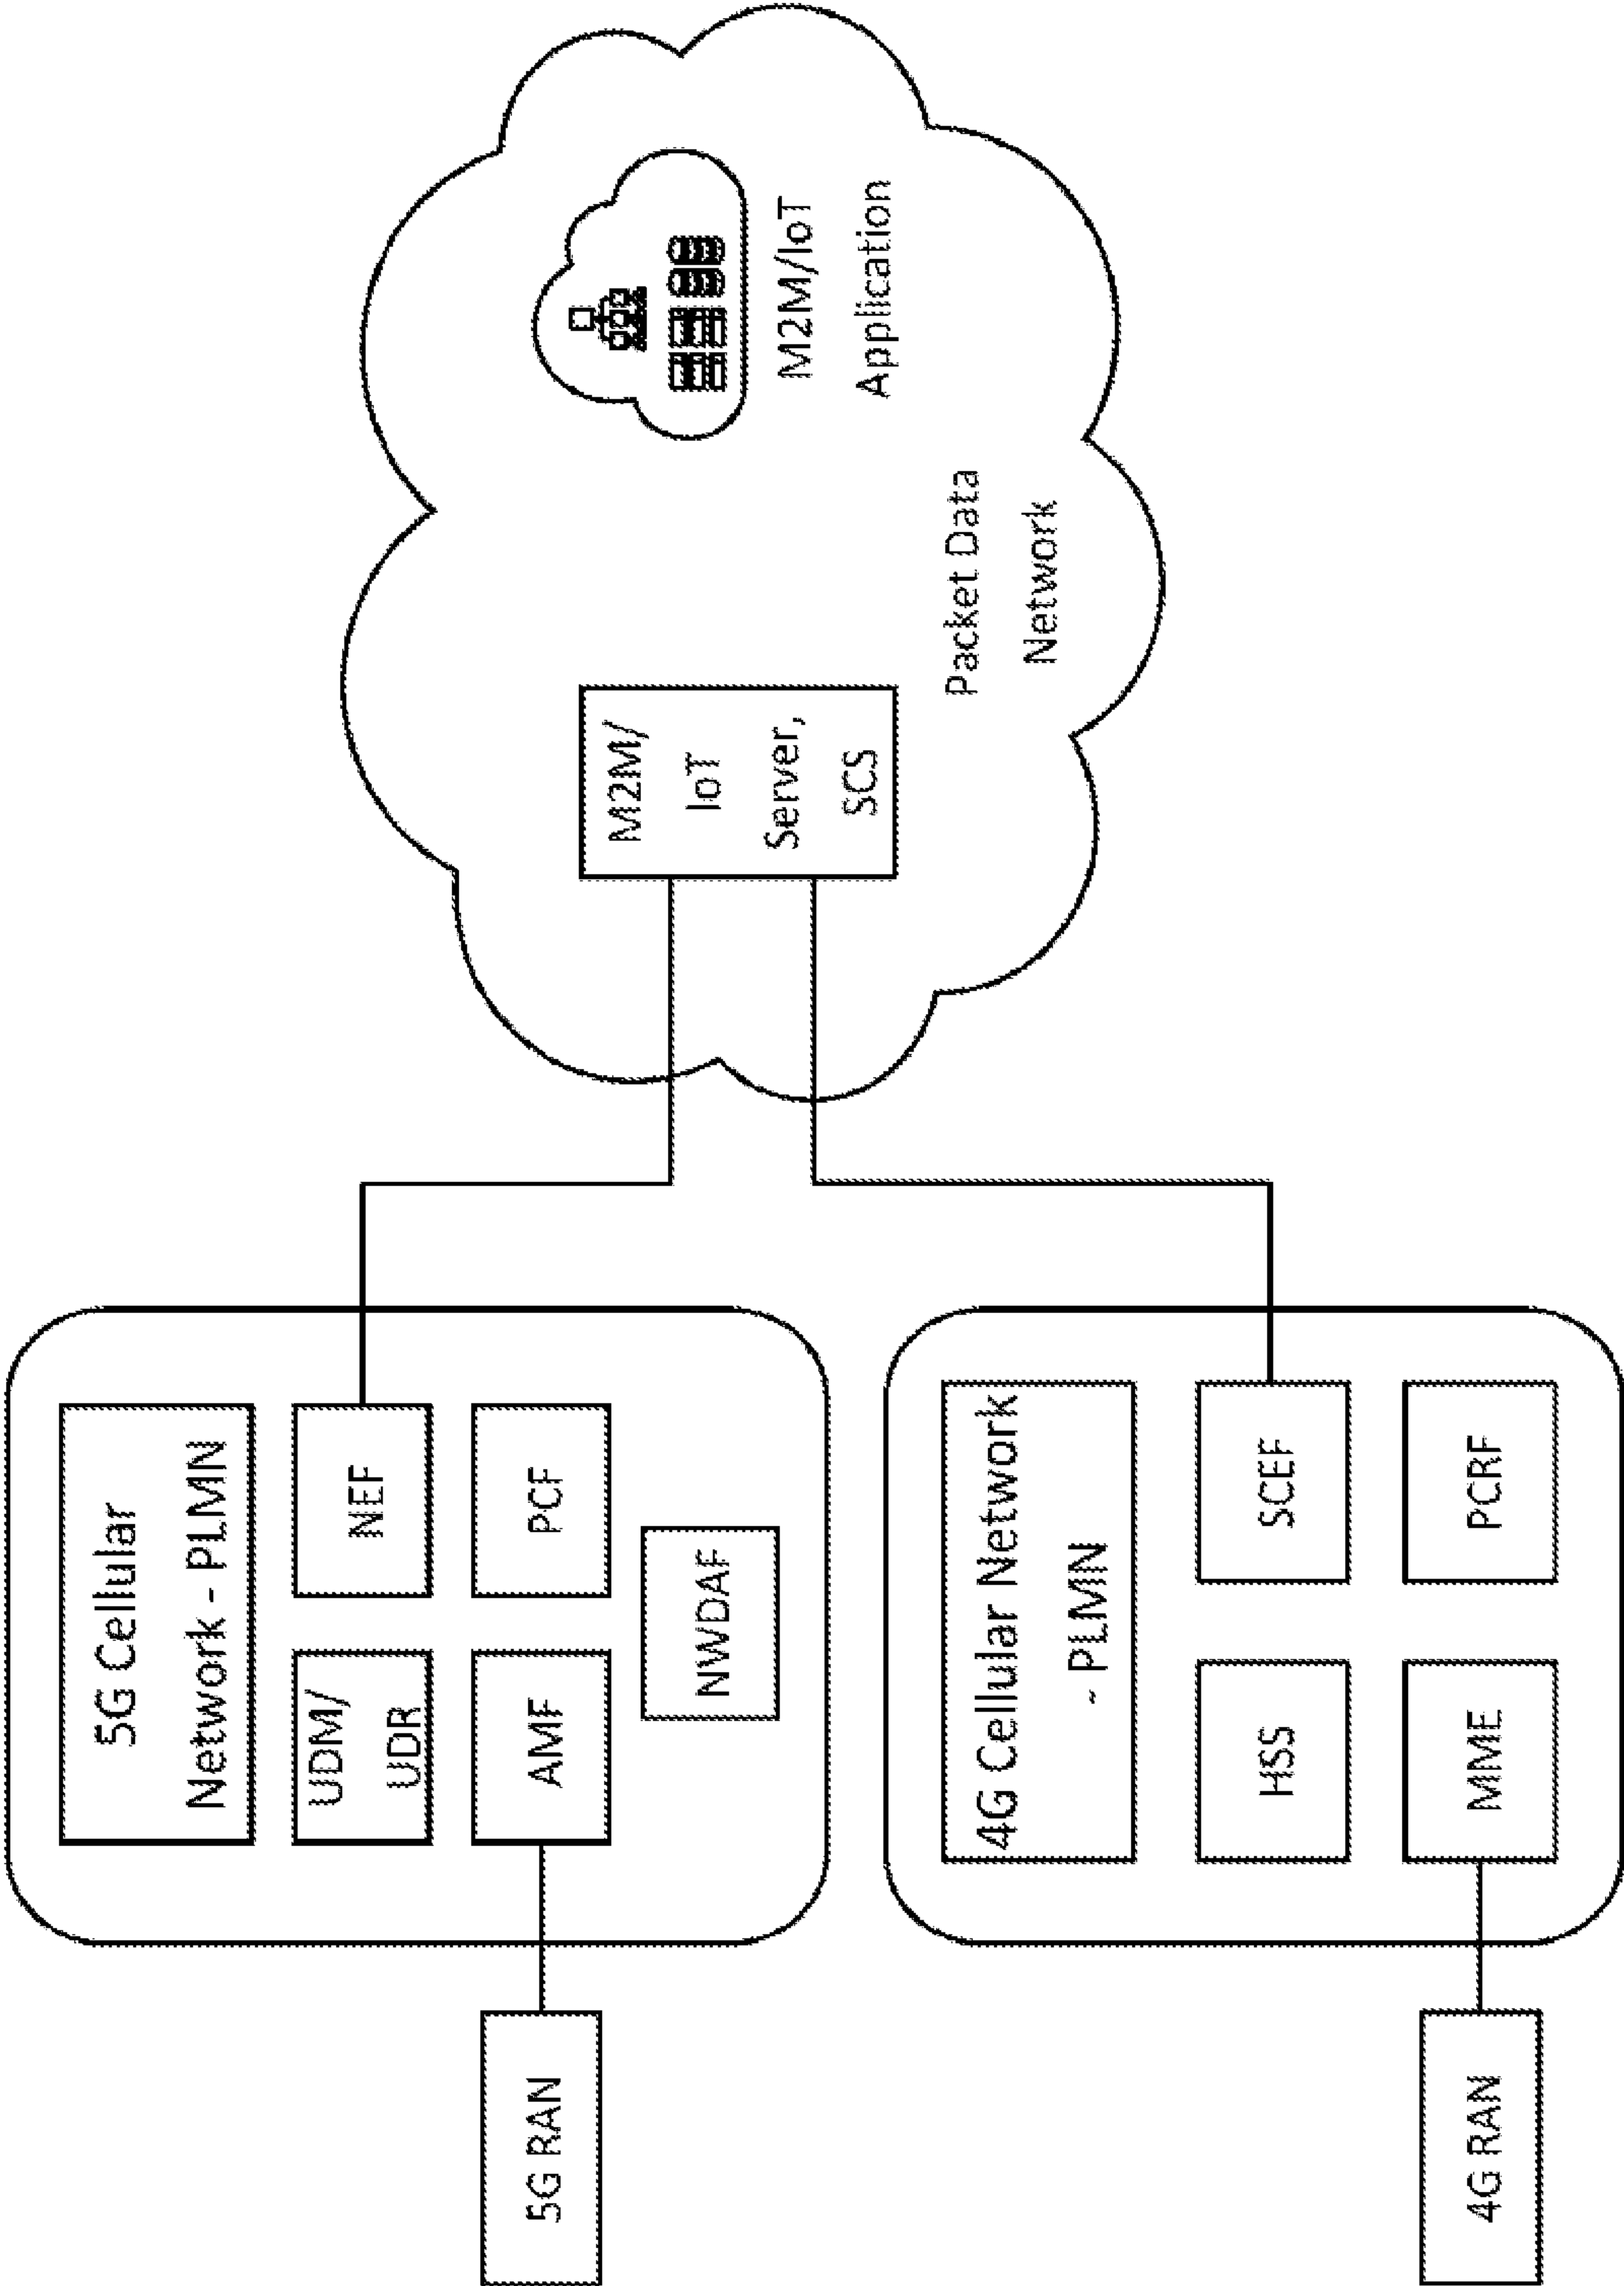 5G Cellular
Network - PLMN
UDM/
UDR
NEF
AMF
PCF
NWDAF
5G RAN
4G Cellular Network
- PLMN
HSS
SCEF
MME
PCRF
4G RAN
M2M/
IoT
Server,
SCS
M2M/IoT
Application
Packet Data
Network